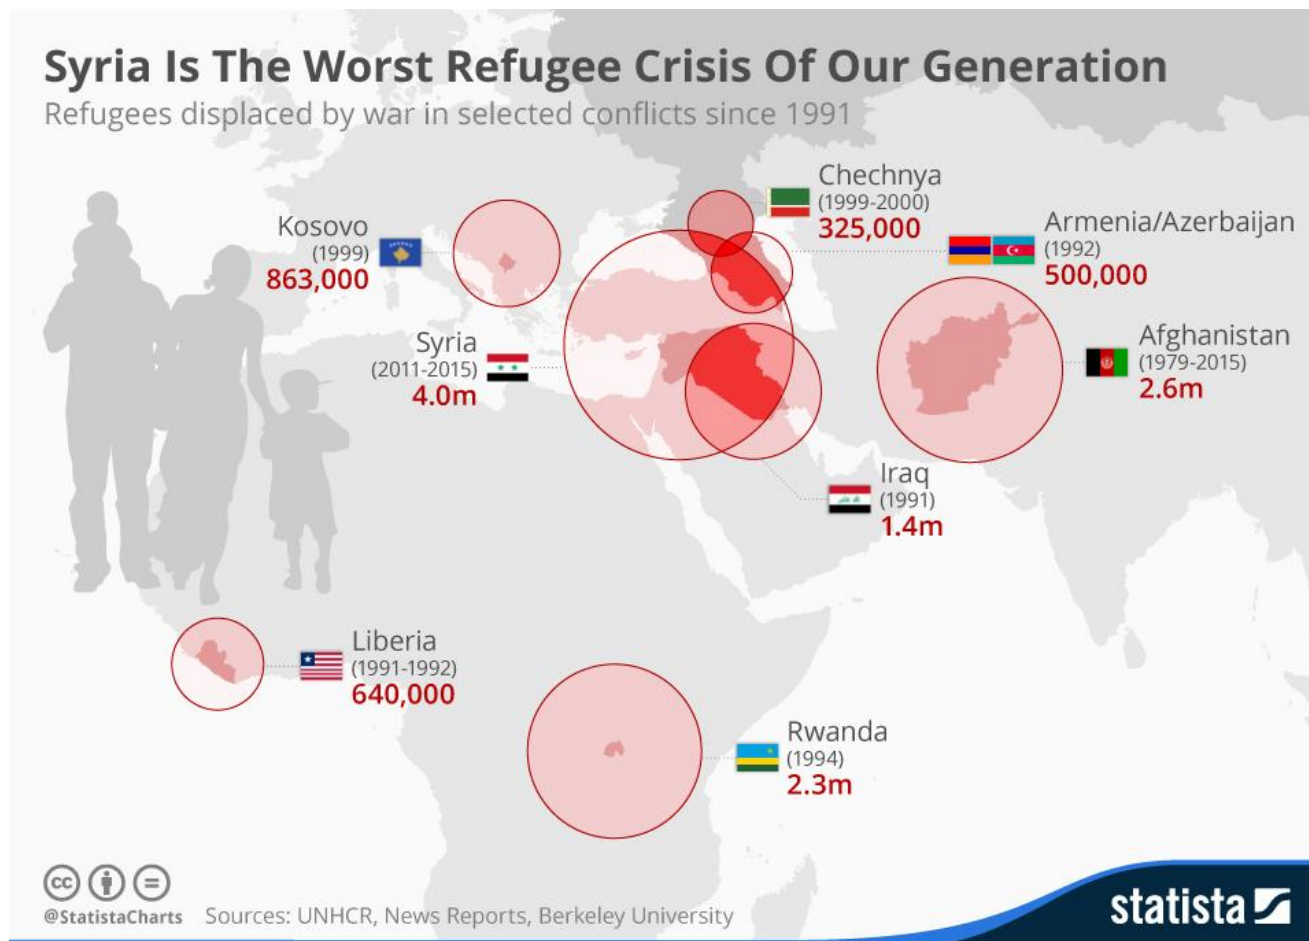 Syria Is The Worst Refugee Crisis Of Our Generation
Refugees displaced by war in selected conflicts since 1991
Chechnya
(1999-2000)
325,000
Kosovo
(1999)
863,000
Armenia/Azerbaijan
(1992)
500,000
Syria
(2011-2015)
4.0m
Afghanistan
(1979-2015)
2.6m
Iraq
(1991)
1.4m
Liberia
(1991-1992)
640,000
Rwanda
(1994)
2.3m
cc
@StatistaCharts Sources: UNHCR, News Reports, Berkeley University
statista